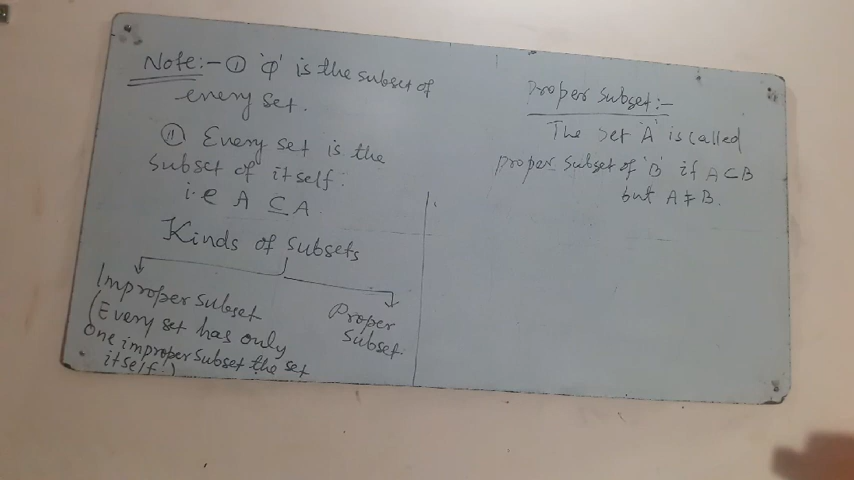 Note:- ① 'φ' is the subset of
every set.
⑪ Every set is the
subset of itself:
i.e A ⊆ A.
Kinds of subsets
Improper subset
(Every set has only
one improper subset the set
itself)
Proper
subset
Proper subset:-
The set 'A' is called
proper subset of 'B' if A⊂B
but A≠B.